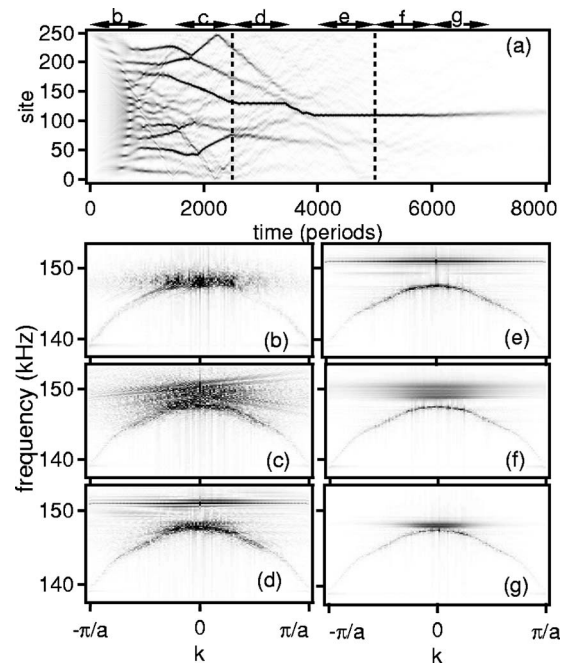 b c d e f g
250
200
150
100
50
0
site
(a)
0 2000 4000 6000 8000
time (periods)
150
140
(b)
(e)
150
140
(c)
(f)
150
140
(d)
(g)
frequency (kHz)
-π/a 0 π/a
-π/a 0 π/a
k
k